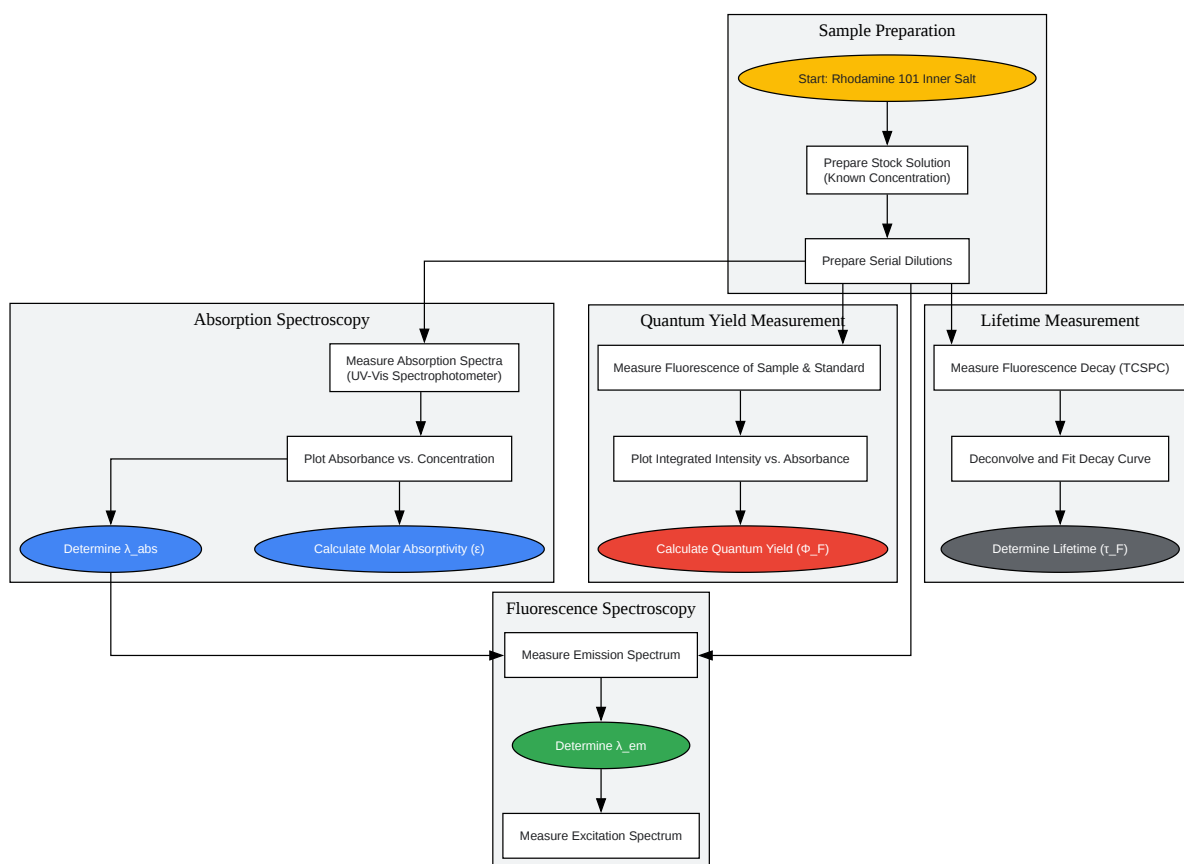 Sample Preparation
Start: Rhodamine 101 Inner Salt
Prepare Stock Solution
(Known Concentration)
Prepare Serial Dilutions
Absorption Spectroscopy
Measure Absorption Spectra
(UV-Vis Spectrophotometer)
Plot Absorbance vs. Concentration
Determine λ_abs
Calculate Molar Absorptivity (ε)
Quantum Yield Measurement
Measure Fluorescence of Sample & Standard
Plot Integrated Intensity vs. Absorbance
Calculate Quantum Yield (Φ_F)
Lifetime Measurement
Measure Fluorescence Decay (TCSPC)
Deconvolve and Fit Decay Curve
Determine Lifetime (τ_F)
Fluorescence Spectroscopy
Measure Emission Spectrum
Determine λ_em
Measure Excitation Spectrum